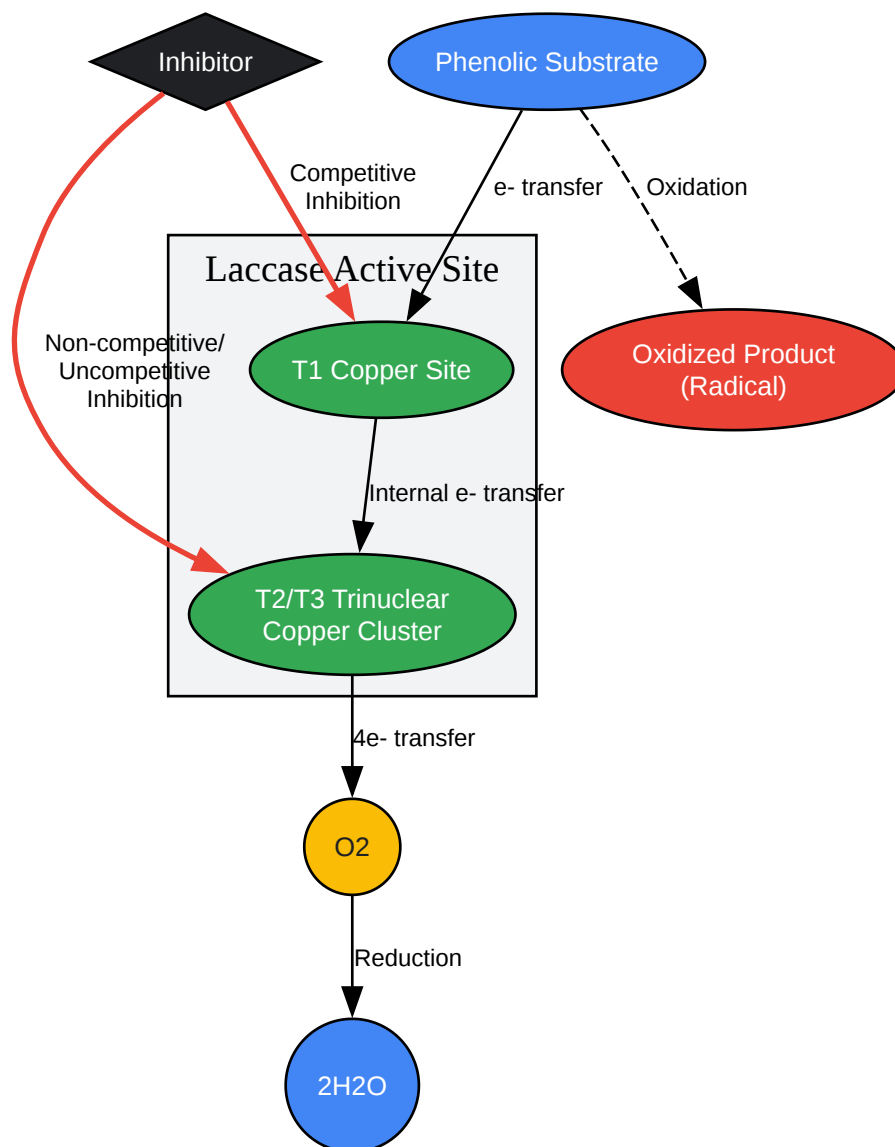 Inhibitor
Phenolic Substrate
Competitive
Inhibition
e- transfer
Oxidation
Laccase Active Site
Non-competitive/
Uncompetitive
Inhibition
T1 Copper Site
Oxidized Product
(Radical)
Internal e- transfer
T2/T3 Trinuclear
Copper Cluster
4e- transfer
O2
Reduction
2H2O